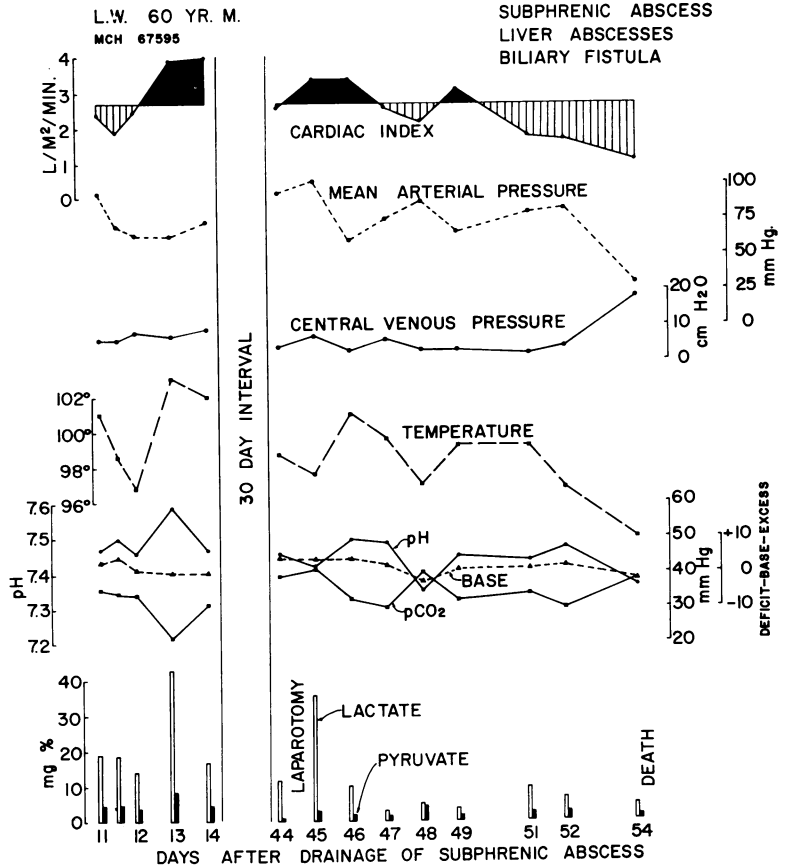 L.W. 60 YR. M.
MCH 67595
SUBPHRENIC ABSCESS
LIVER ABSCESSES
BILIARY FISTULA
L/M²/MIN.
4
3
2
1
0
CARDIAC INDEX
MEAN ARTERIAL PRESSURE
100
75
50
25
0
mm Hg.
CENTRAL VENOUS PRESSURE
20
10
0
cm H2O
30 DAY INTERVAL
102°
100°
98°
96°
TEMPERATURE
pH
7.6
7.5
7.4
7.3
7.2
pH
BASE
pCO2
60
50
40
30
20
mm Hg
+10
0
-10
DEFICIT-BASE-EXCESS
mg %
40
30
20
10
0
LAPAROTOMY
LACTATE
PYRUVATE
DEATH
11 12 13 14 44 45 46 47 48 49 51 52 54
DAYS AFTER DRAINAGE OF SUBPHRENIC ABSCESS